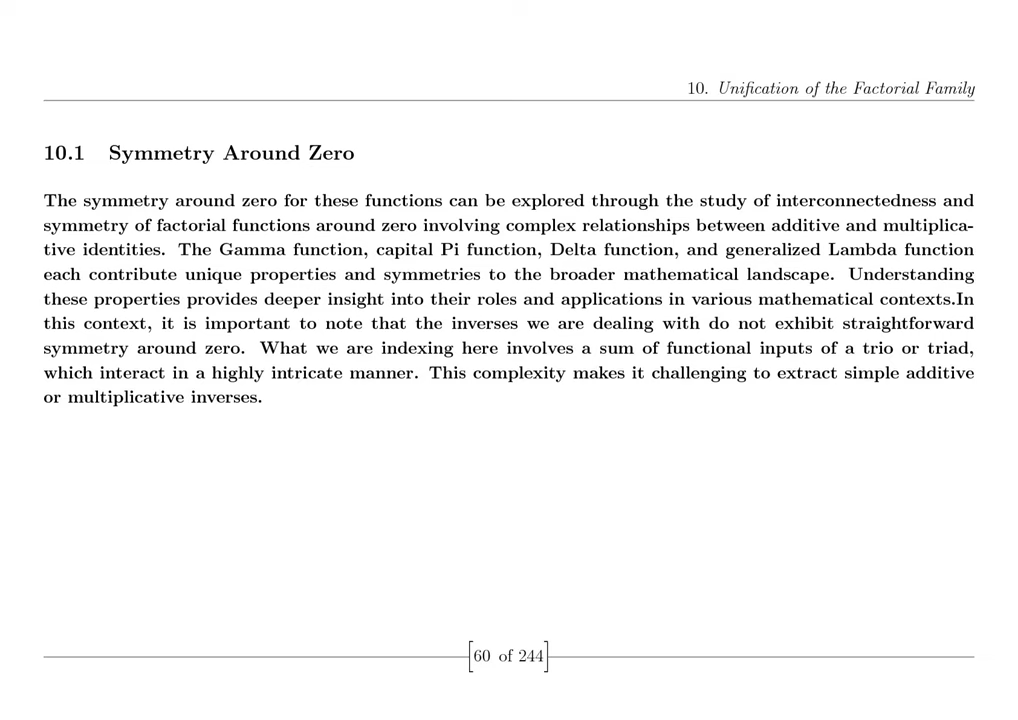 10. Unification of the Factorial Family
10.1 Symmetry Around Zero
The symmetry around zero for these functions can be explored through the study of interconnectedness and
symmetry of factorial functions around zero involving complex relationships between additive and multiplica-
tive identities. The Gamma function, capital Pi function, Delta function, and generalized Lambda function
each contribute unique properties and symmetries to the broader mathematical landscape. Understanding
these properties provides deeper insight into their roles and applications in various mathematical contexts.In
this context, it is important to note that the inverses we are dealing with do not exhibit straightforward
symmetry around zero. What we are indexing here involves a sum of functional inputs of a trio or triad,
which interact in a highly intricate manner. This complexity makes it challenging to extract simple additive
or multiplicative inverses.
[60 of 244]